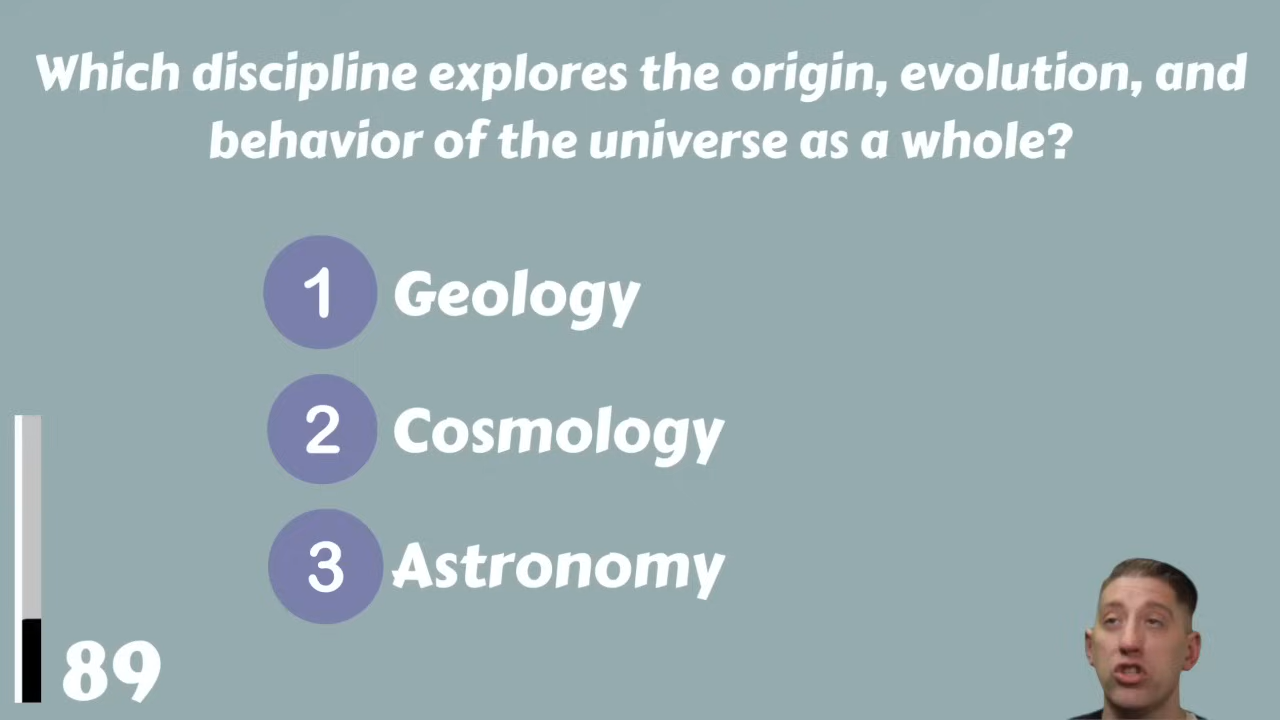 Which discipline explores the origin, evolution, and
behavior of the universe as a whole?
1 Geology
2 Cosmology
3 Astronomy
89